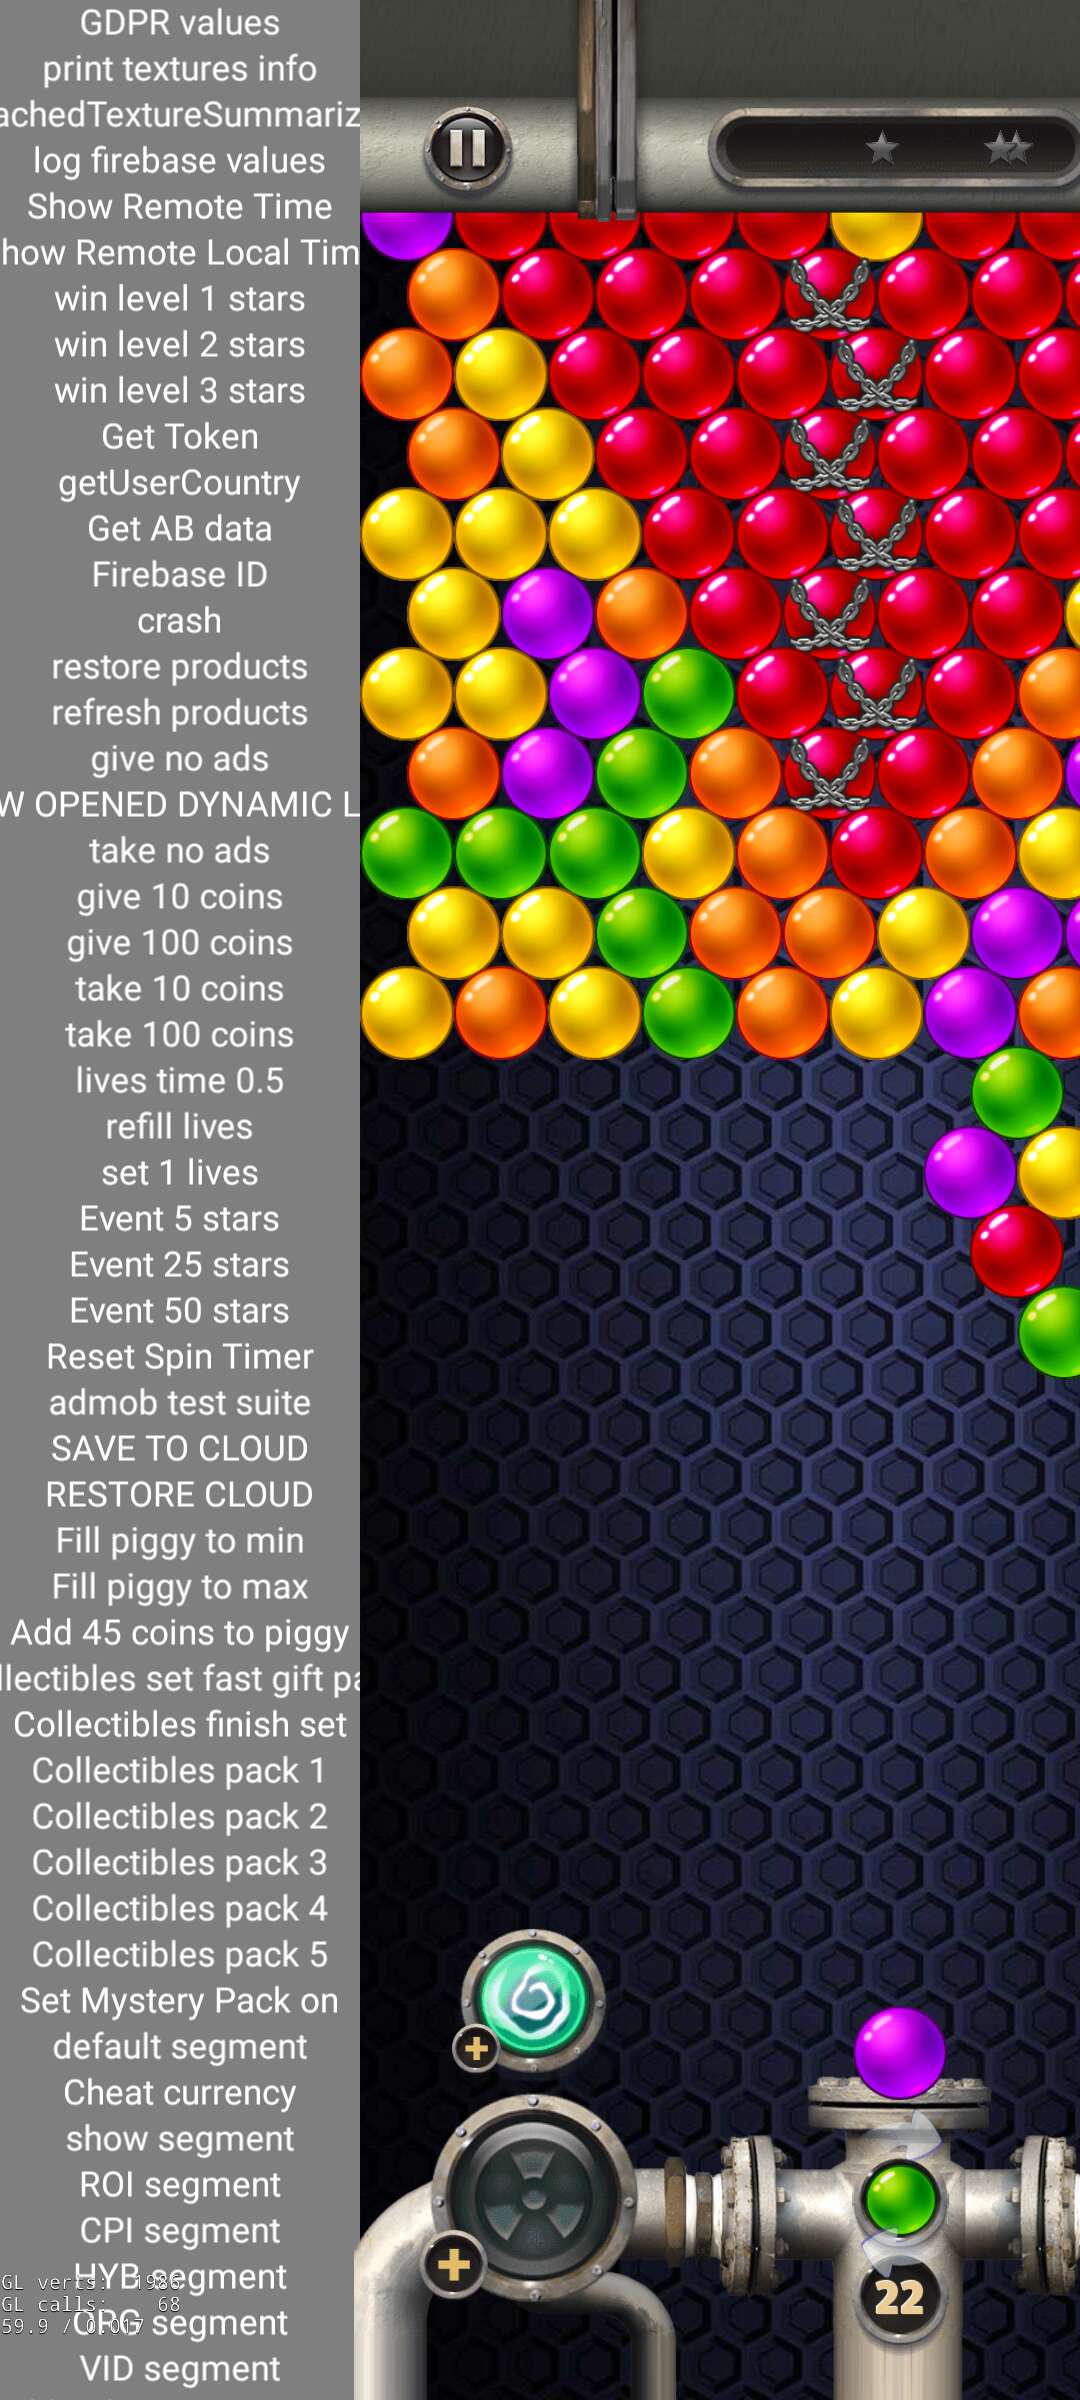 GDPR values
print textures info
achedTextureSummariz
log firebase values
Show Remote Time
how Remote Local Tim
win level 1 stars
win level 2 stars
win level 3 stars
Get Token
getUserCountry
Get AB data
Firebase ID
crash
restore products
refresh products
give no ads
W OPENED DYNAMIC L
take no ads
give 10 coins
give 100 coins
take 10 coins
take 100 coins
lives time 0.5
refill lives
set 1 lives
Event 5 stars
Event 25 stars
Event 50 stars
Reset Spin Timer
admob test suite
SAVE TO CLOUD
RESTORE CLOUD
Fill piggy to min
Fill piggy to max
Add 45 coins to piggy
llectibles set fast gift pa
Collectibles finish set
Collectibles pack 1
Collectibles pack 2
Collectibles pack 3
Collectibles pack 4
Collectibles pack 5
Set Mystery Pack on
default segment
Cheat currency
show segment
ROI segment
CPI segment
HYB segment
GL verts: 1986
GL calls: 68
ORG segment
59.9 / 0.017
VID segment
22